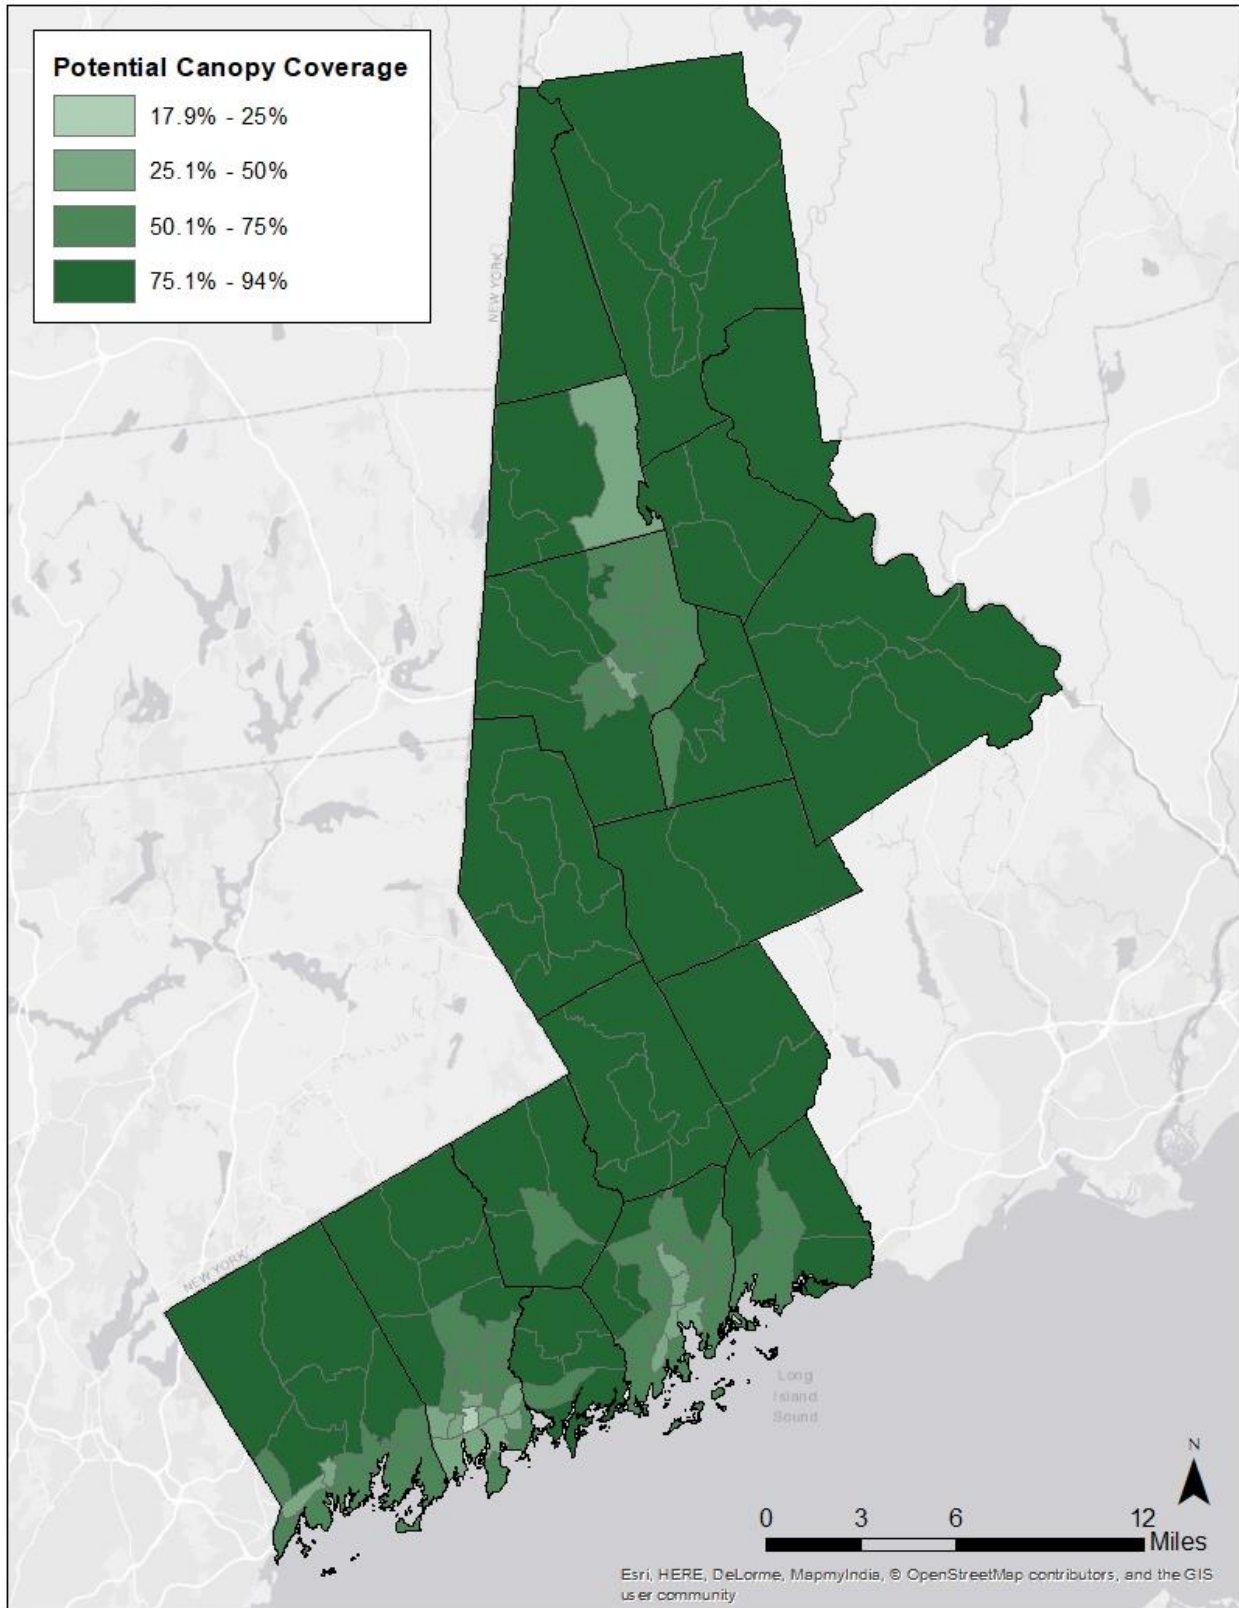 Potential Canopy Coverage
17.9% - 25%
25.1% - 50%
50.1% - 75%
75.1% - 94%
NEW YORK
NEW YORK
Long
Island
Sound
N
0 3 6 12
Miles
Esri, HERE, DeLorme, MapmyIndia, © OpenStreetMap contributors, and the GIS
user community